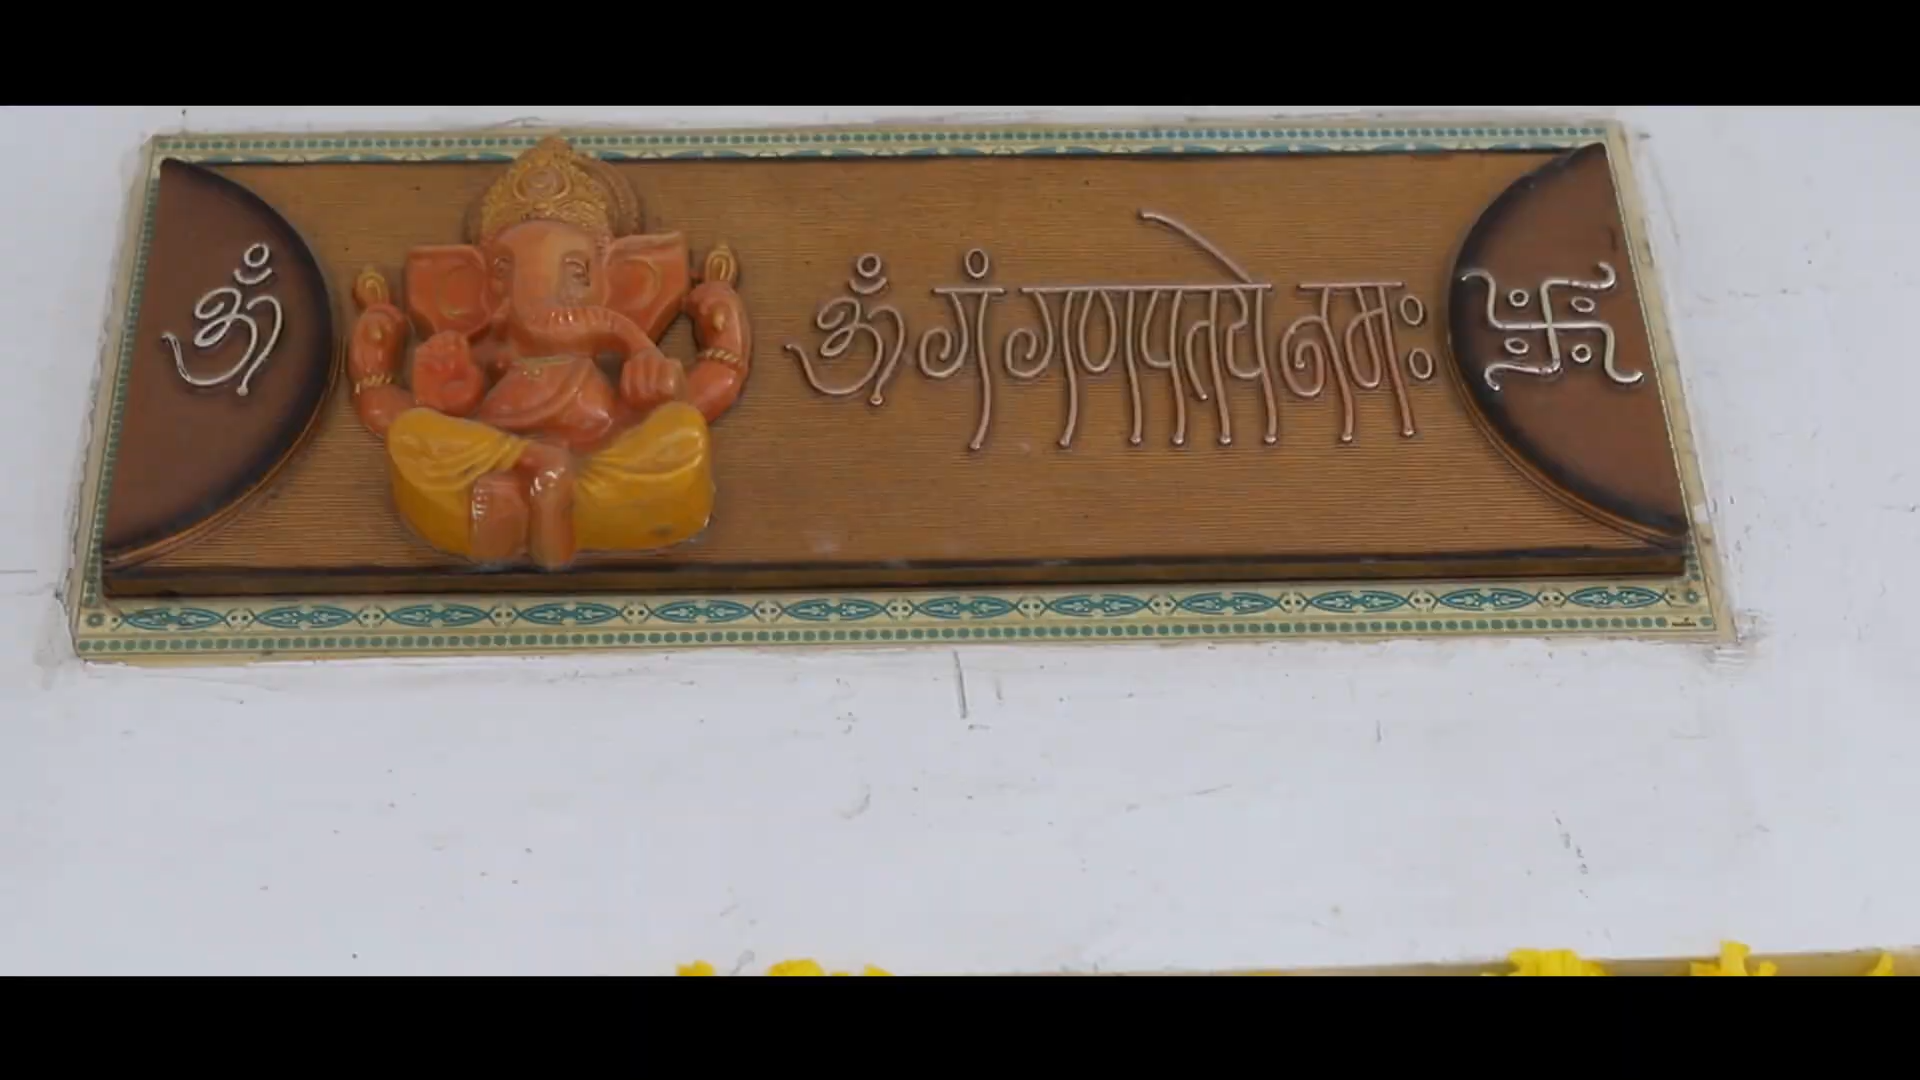 ॐ
ॐ गं गणपतये नमः